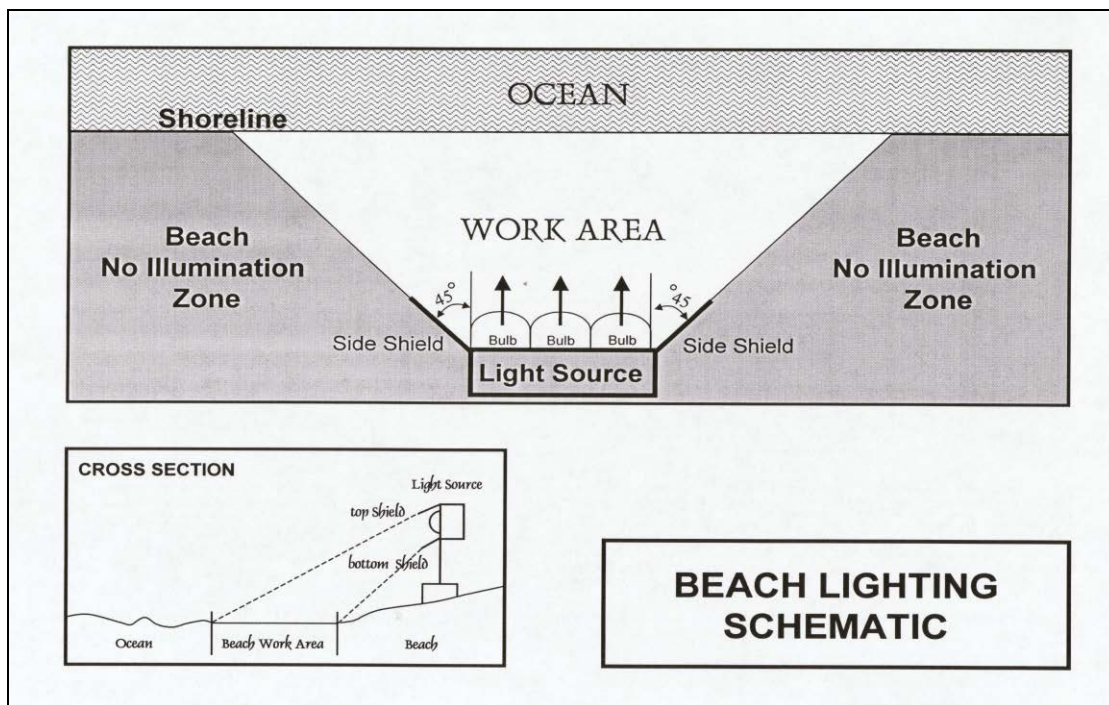 OCEAN
Shoreline
WORK AREA
Beach
No Illumination
Zone
Beach
No Illumination
Zone
45°
°45
Side Shield
Bulb
Bulb
Bulb
Side Shield
Light Source
CROSS SECTION
Light Source
top Shield
bottom Shield
Ocean
Beach Work Area
Beach
BEACH LIGHTING
SCHEMATIC